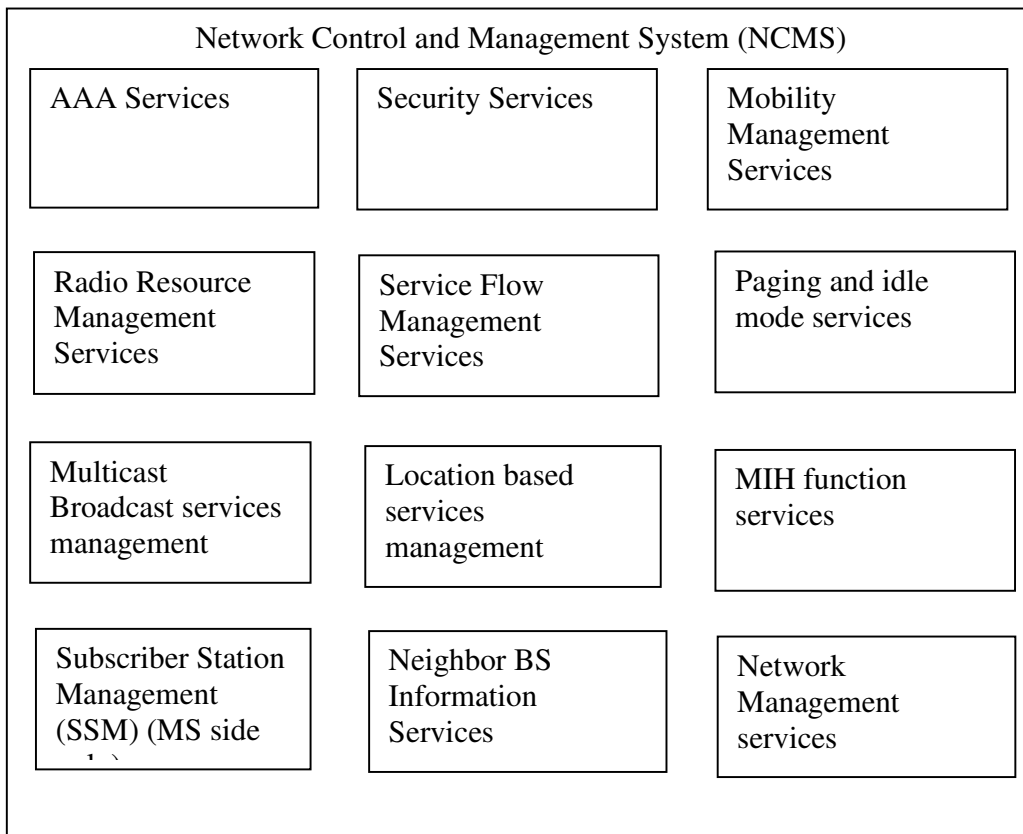 Network Control and Management System (NCMS)
AAA Services
Security Services
Mobility
Management
Services
Radio Resource
Management
Services
Service Flow
Management
Services
Paging and idle
mode services
Multicast
Broadcast services
management
Location based
services
management
MIH function
services
Subscriber Station
Management
(SSM) (MS side
Neighbor BS
Information
Services
Network
Management
services